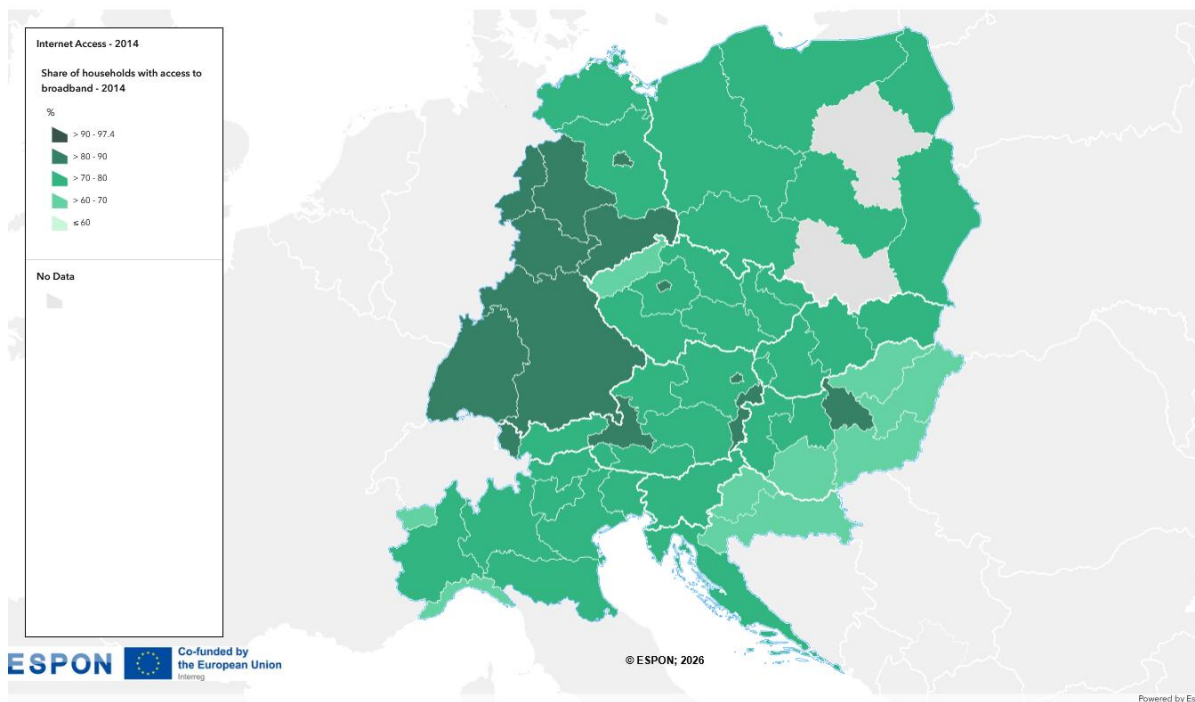 Internet Access - 2014
Share of households with access to
broadband - 2014
%
> 90 - 97.4
> 80 - 90
> 70 - 80
> 60 - 70
≤ 60
No Data
ESPON
Co-funded by
the European Union
Interreg
© ESPON; 2026
Powered by Es